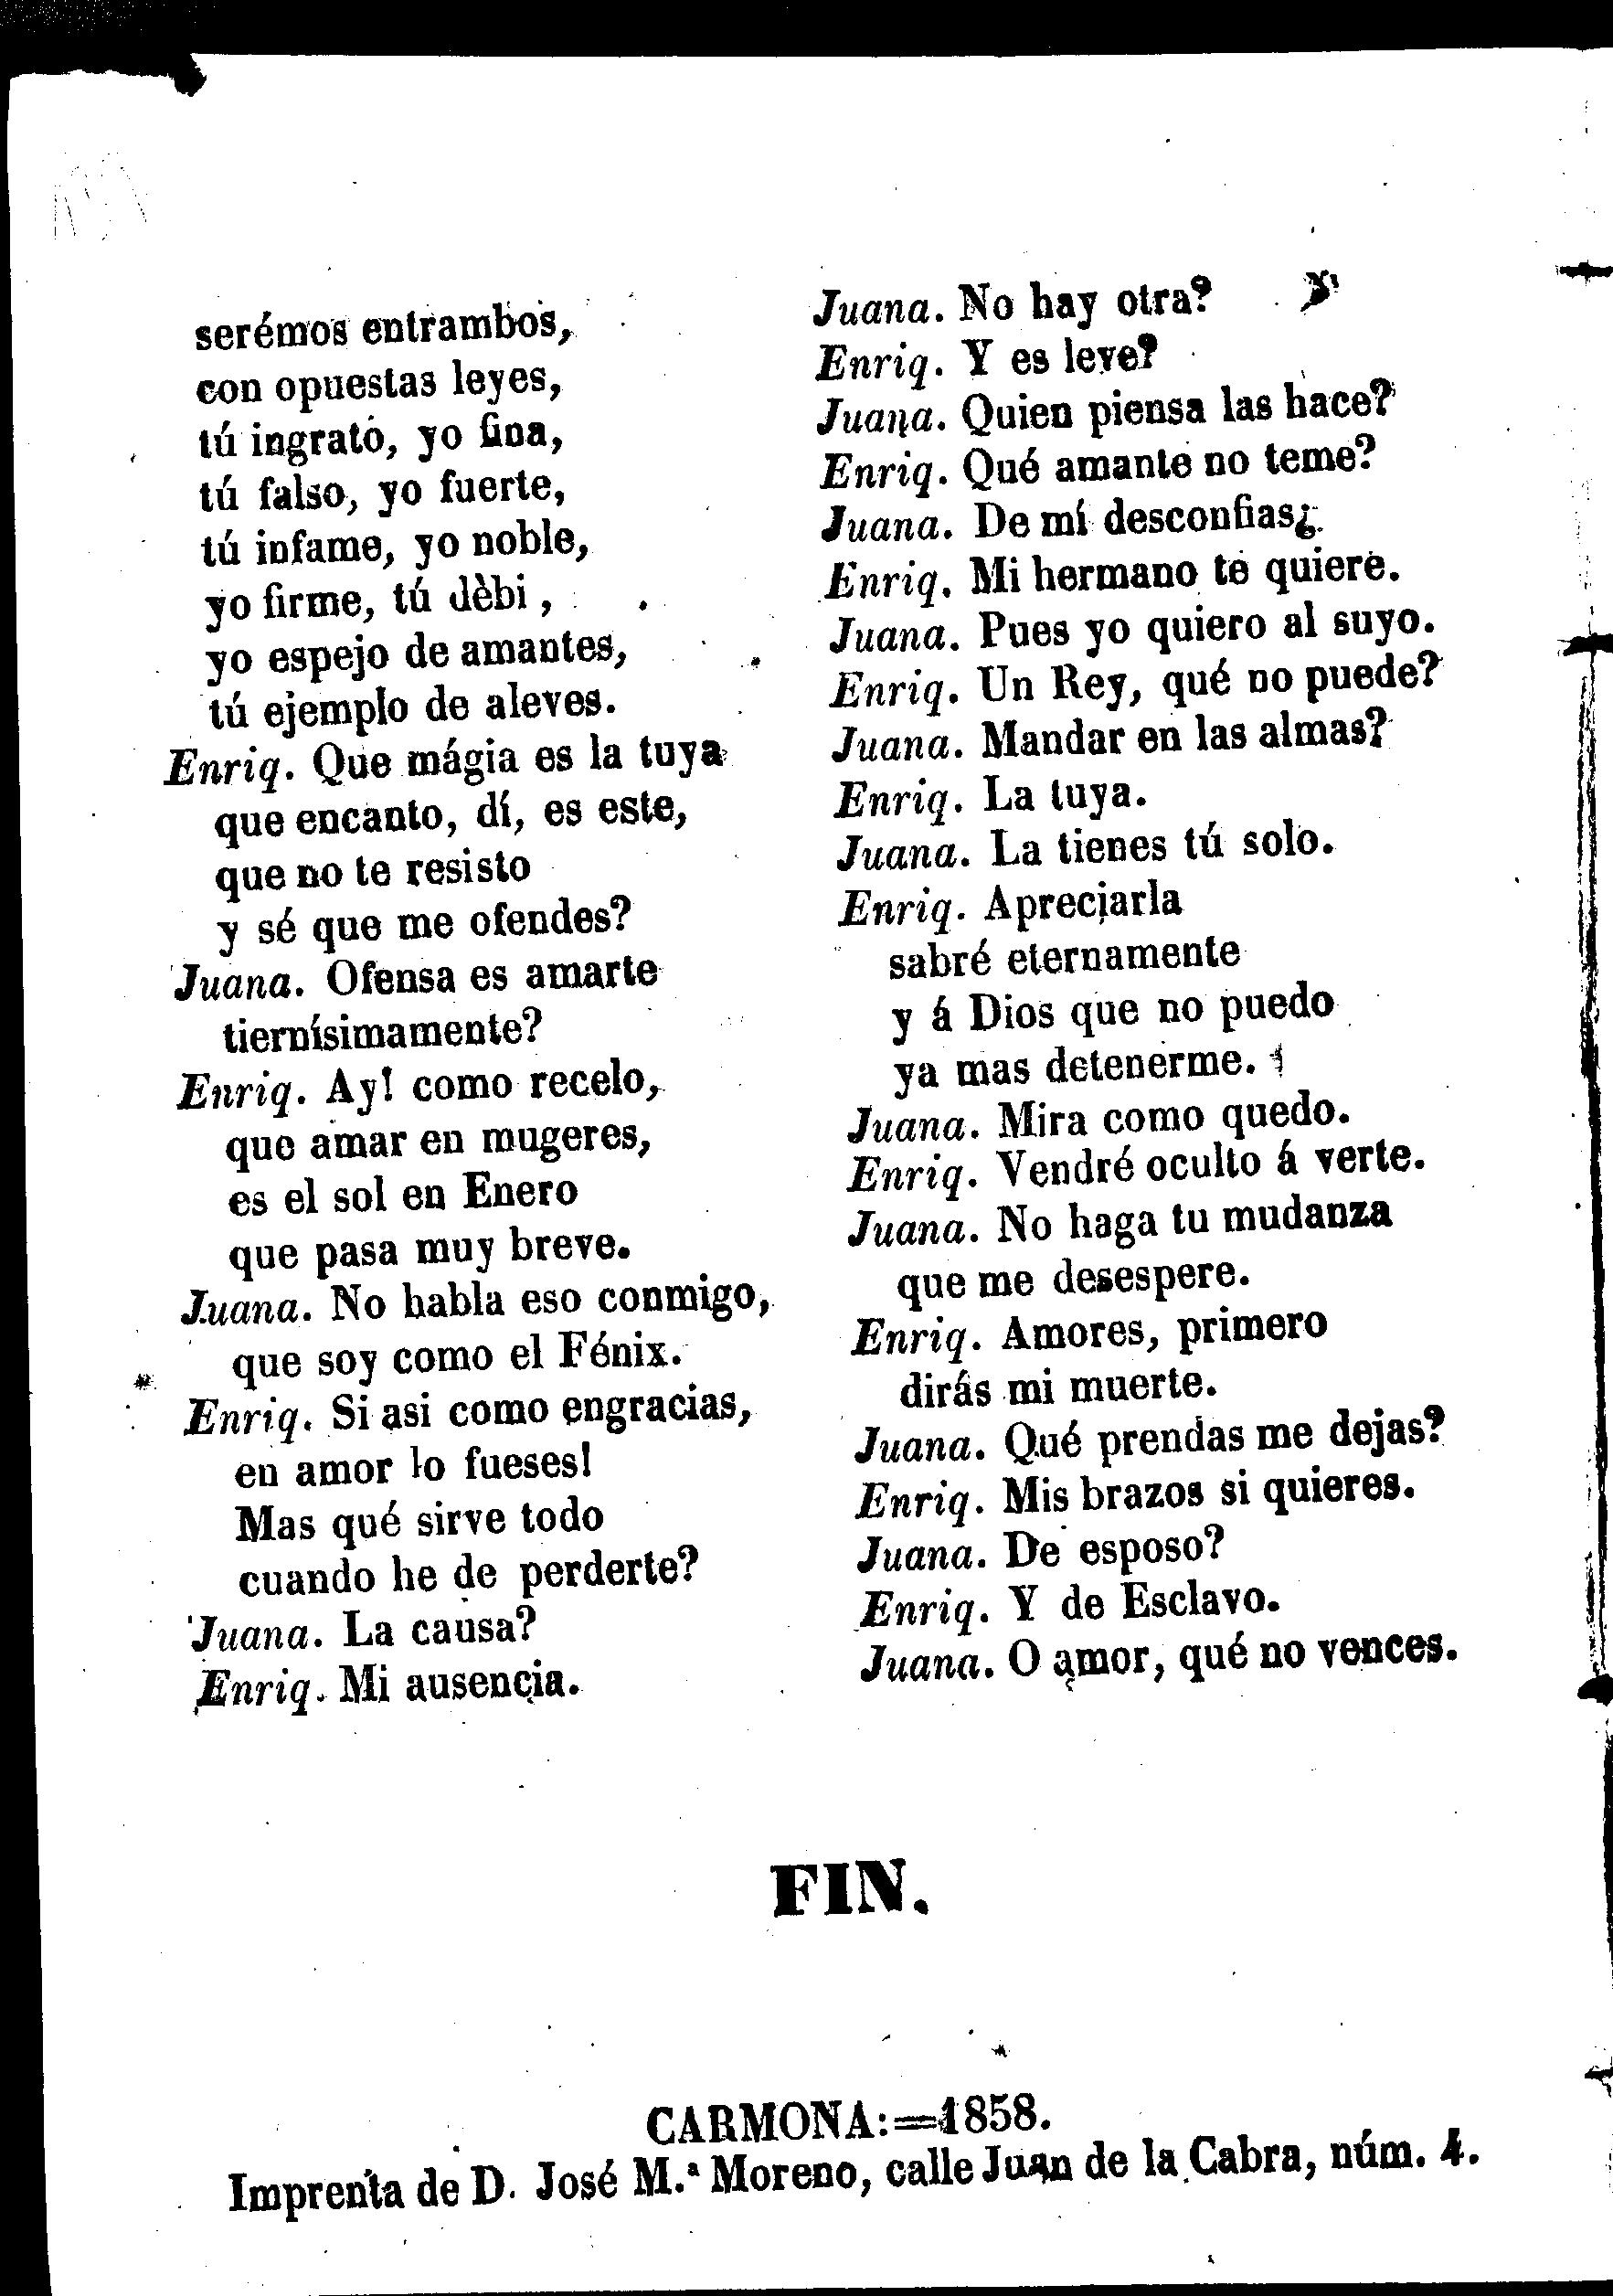 serémos entrambos,
con opuestas leyes,
tú ingrato, yo fina,
tú falso, yo fuerte,
tú infame, yo noble,
yo firme, tú dèbi ,
yo espejo de amantes,
tú ejemplo de aleves.
Enriq. Que mágia es la tuya
que encanto, dí, es este,
que no te resisto
y sé que me ofendes?
Juana. Ofensa es amarte
tiernísimamente?
Enriq. Ay! como recelo,
que amar en mugeres,
es el sol en Enero
que pasa muy breve.
Juana. No habla eso conmigo,
que soy como el Fénix.
Enriq. Si asi como engracias,
en amor lo fueses!
Mas qué sirve todo
cuando he de perderte?
Juana. La causa?
Enriq. Mi ausencia.
Juana. No hay otra?
Enriq. Y es leve?
Juana. Quien piensa las hace?
Enriq. Qué amante no teme?
Juana. De mí desconfias¿
Enriq. Mi hermano te quiere.
Juana. Pues yo quiero al suyo.
Enriq. Un Rey, qué no puede?
Juana. Mandar en las almas?
Enriq. La tuya.
Juana. La tienes tú solo.
Enriq. Apreciarla
sabré eternamente
y á Dios que no puedo
ya mas detenerme.
Juana. Mira como quedo.
Enriq. Vendré oculto á verte.
Juana. No haga tu mudanza
que me desespere.
Enriq. Amores, primero
dirás mi muerte.
Juana. Qué prendas me dejas?
Enriq. Mis brazos si quieres.
Juana. De esposo?
Enriq. Y de Esclavo.
Juana. O amor, qué no vences.
FIN.
CARMONA:=1858.
Imprenta de D. José M.ª Moreno, calle Juan de la Cabra, núm. 4.